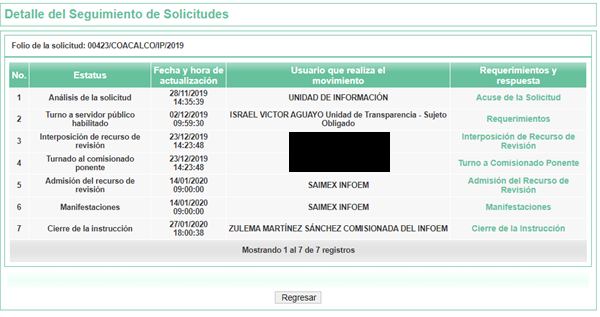 Detalle del Seguimiento de Solicitudes
Folio de la solicitud: 00423/COACALCO/IP/2019
No. Estatus Fecha y hora de actualización Usuario que realiza el movimiento Requerimientos y respuesta
1 Análisis de la solicitud 28/11/2019 14:35:39 UNIDAD DE INFORMACIÓN Acuse de la Solicitud
2 Turno a servidor público habilitado 02/12/2019 09:59:30 ISRAEL VICTOR AGUAYO Unidad de Transparencia - Sujeto Obligado Requerimientos
3 Interposición de recurso de revisión 23/12/2019 14:23:48 Interposición de Recurso de Revisión
4 Turnado al comisionado ponente 23/12/2019 14:23:48 Turno a Comisionado Ponente
5 Admisión del recurso de revisión 14/01/2020 09:00:00 SAIMEX INFOEM Admisión del Recurso de Revisión
6 Manifestaciones 14/01/2020 09:00:00 SAIMEX INFOEM Manifestaciones
7 Cierre de la instrucción 27/01/2020 18:00:38 ZULEMA MARTÍNEZ SÁNCHEZ COMISIONADA DEL INFOEM Cierre de la Instrucción
Mostrando 1 al 7 de 7 registros
Regresar